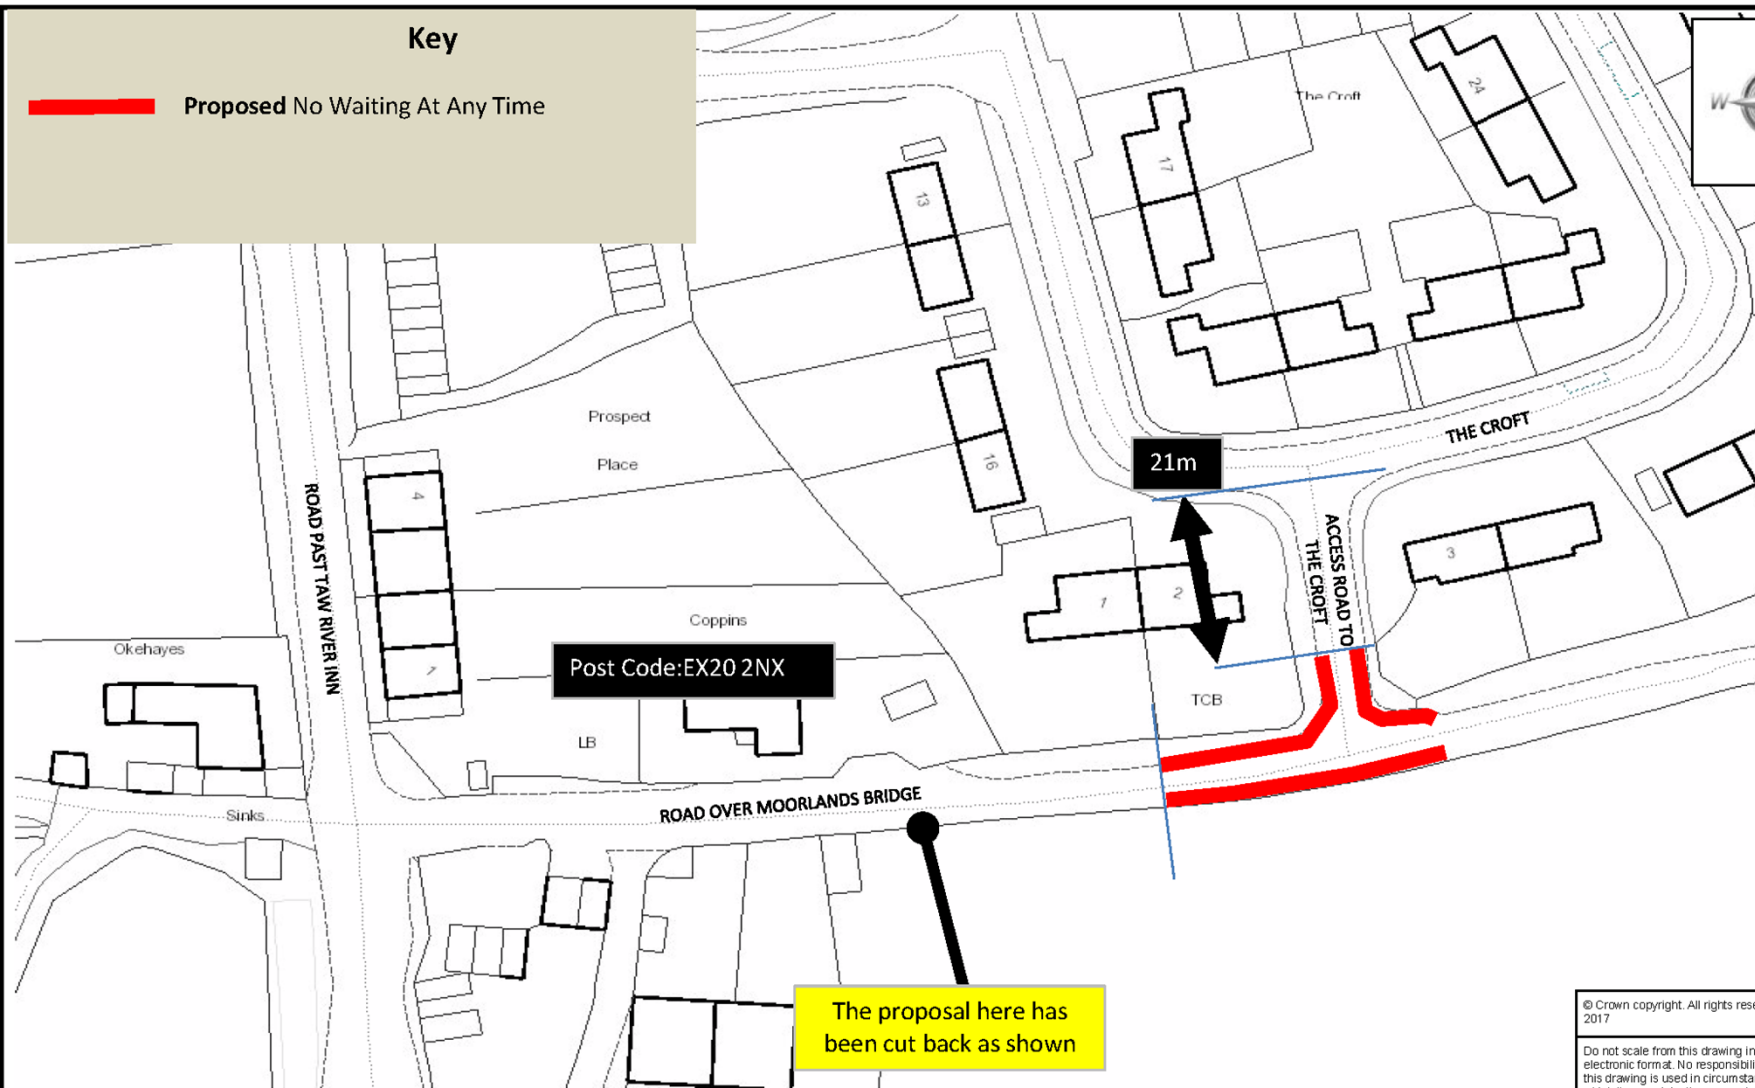 Key
Proposed No Waiting At Any Time
W
The Croft
24
17
13
16
Prospect
Place
THE CROFT
21m
4
ROAD PAST TAW RIVER INN
ACCESS ROAD TO
THE CROFT
3
1
2
Coppins
Okehayes
Post Code:EX20 2NX
1
TCB
LB
ROAD OVER MOORLANDS BRIDGE
Sinks
The proposal here has
been cut back as shown
© Crown copyright. All rights rese
2017
Do not scale from this drawing in
electronic format. No responsibili
this drawing is used in circumsta